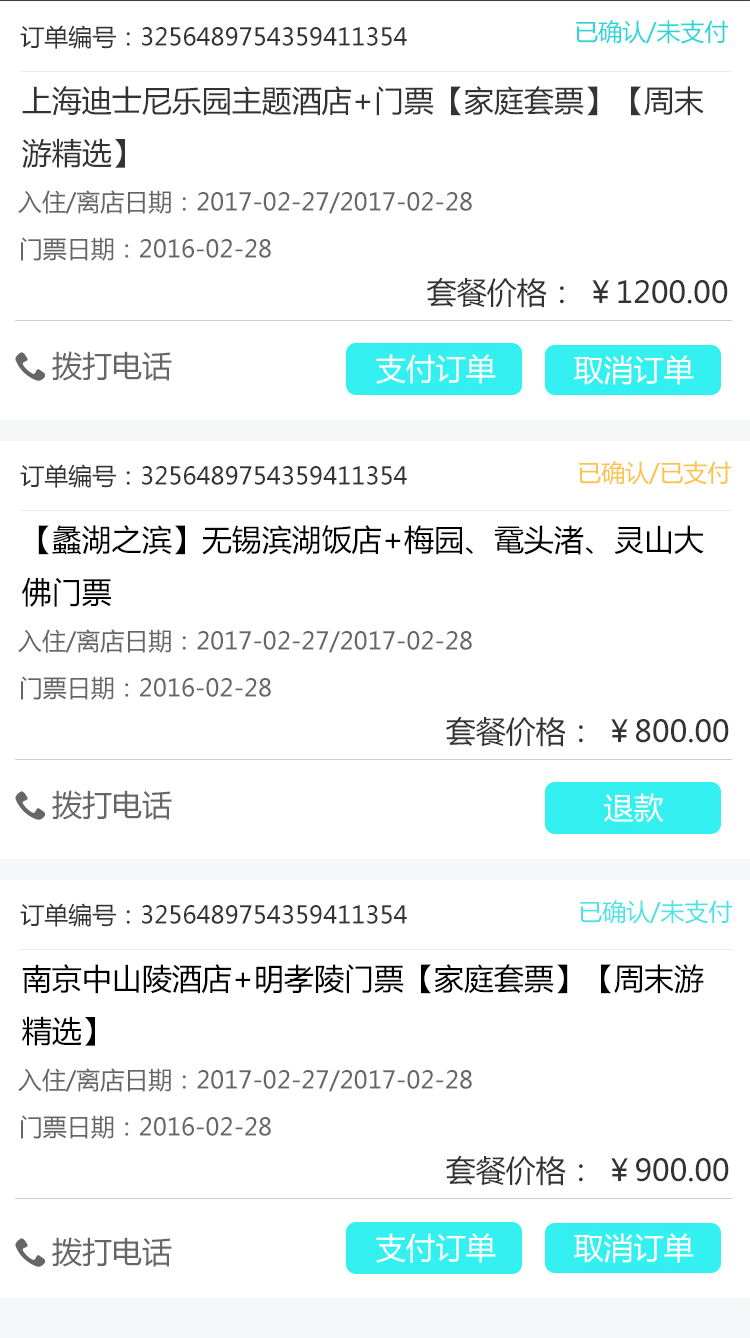 订单编号：3256489754359411354 已确认/未支付
上海迪士尼乐园主题酒店+门票【家庭套票】【周末
游精选】
入住/离店日期：2017-02-27/2017-02-28
门票日期：2016-02-28
套餐价格： ￥1200.00
拨打电话 支付订单 取消订单
订单编号：3256489754359411354 已确认/已支付
【蠡湖之滨】无锡滨湖饭店+梅园、鼋头渚、灵山大
佛门票
入住/离店日期：2017-02-27/2017-02-28
门票日期：2016-02-28
套餐价格： ￥800.00
拨打电话 退款
订单编号：3256489754359411354 已确认/未支付
南京中山陵酒店+明孝陵门票【家庭套票】【周末游
精选】
入住/离店日期：2017-02-27/2017-02-28
门票日期：2016-02-28
套餐价格： ￥900.00
拨打电话 支付订单 取消订单